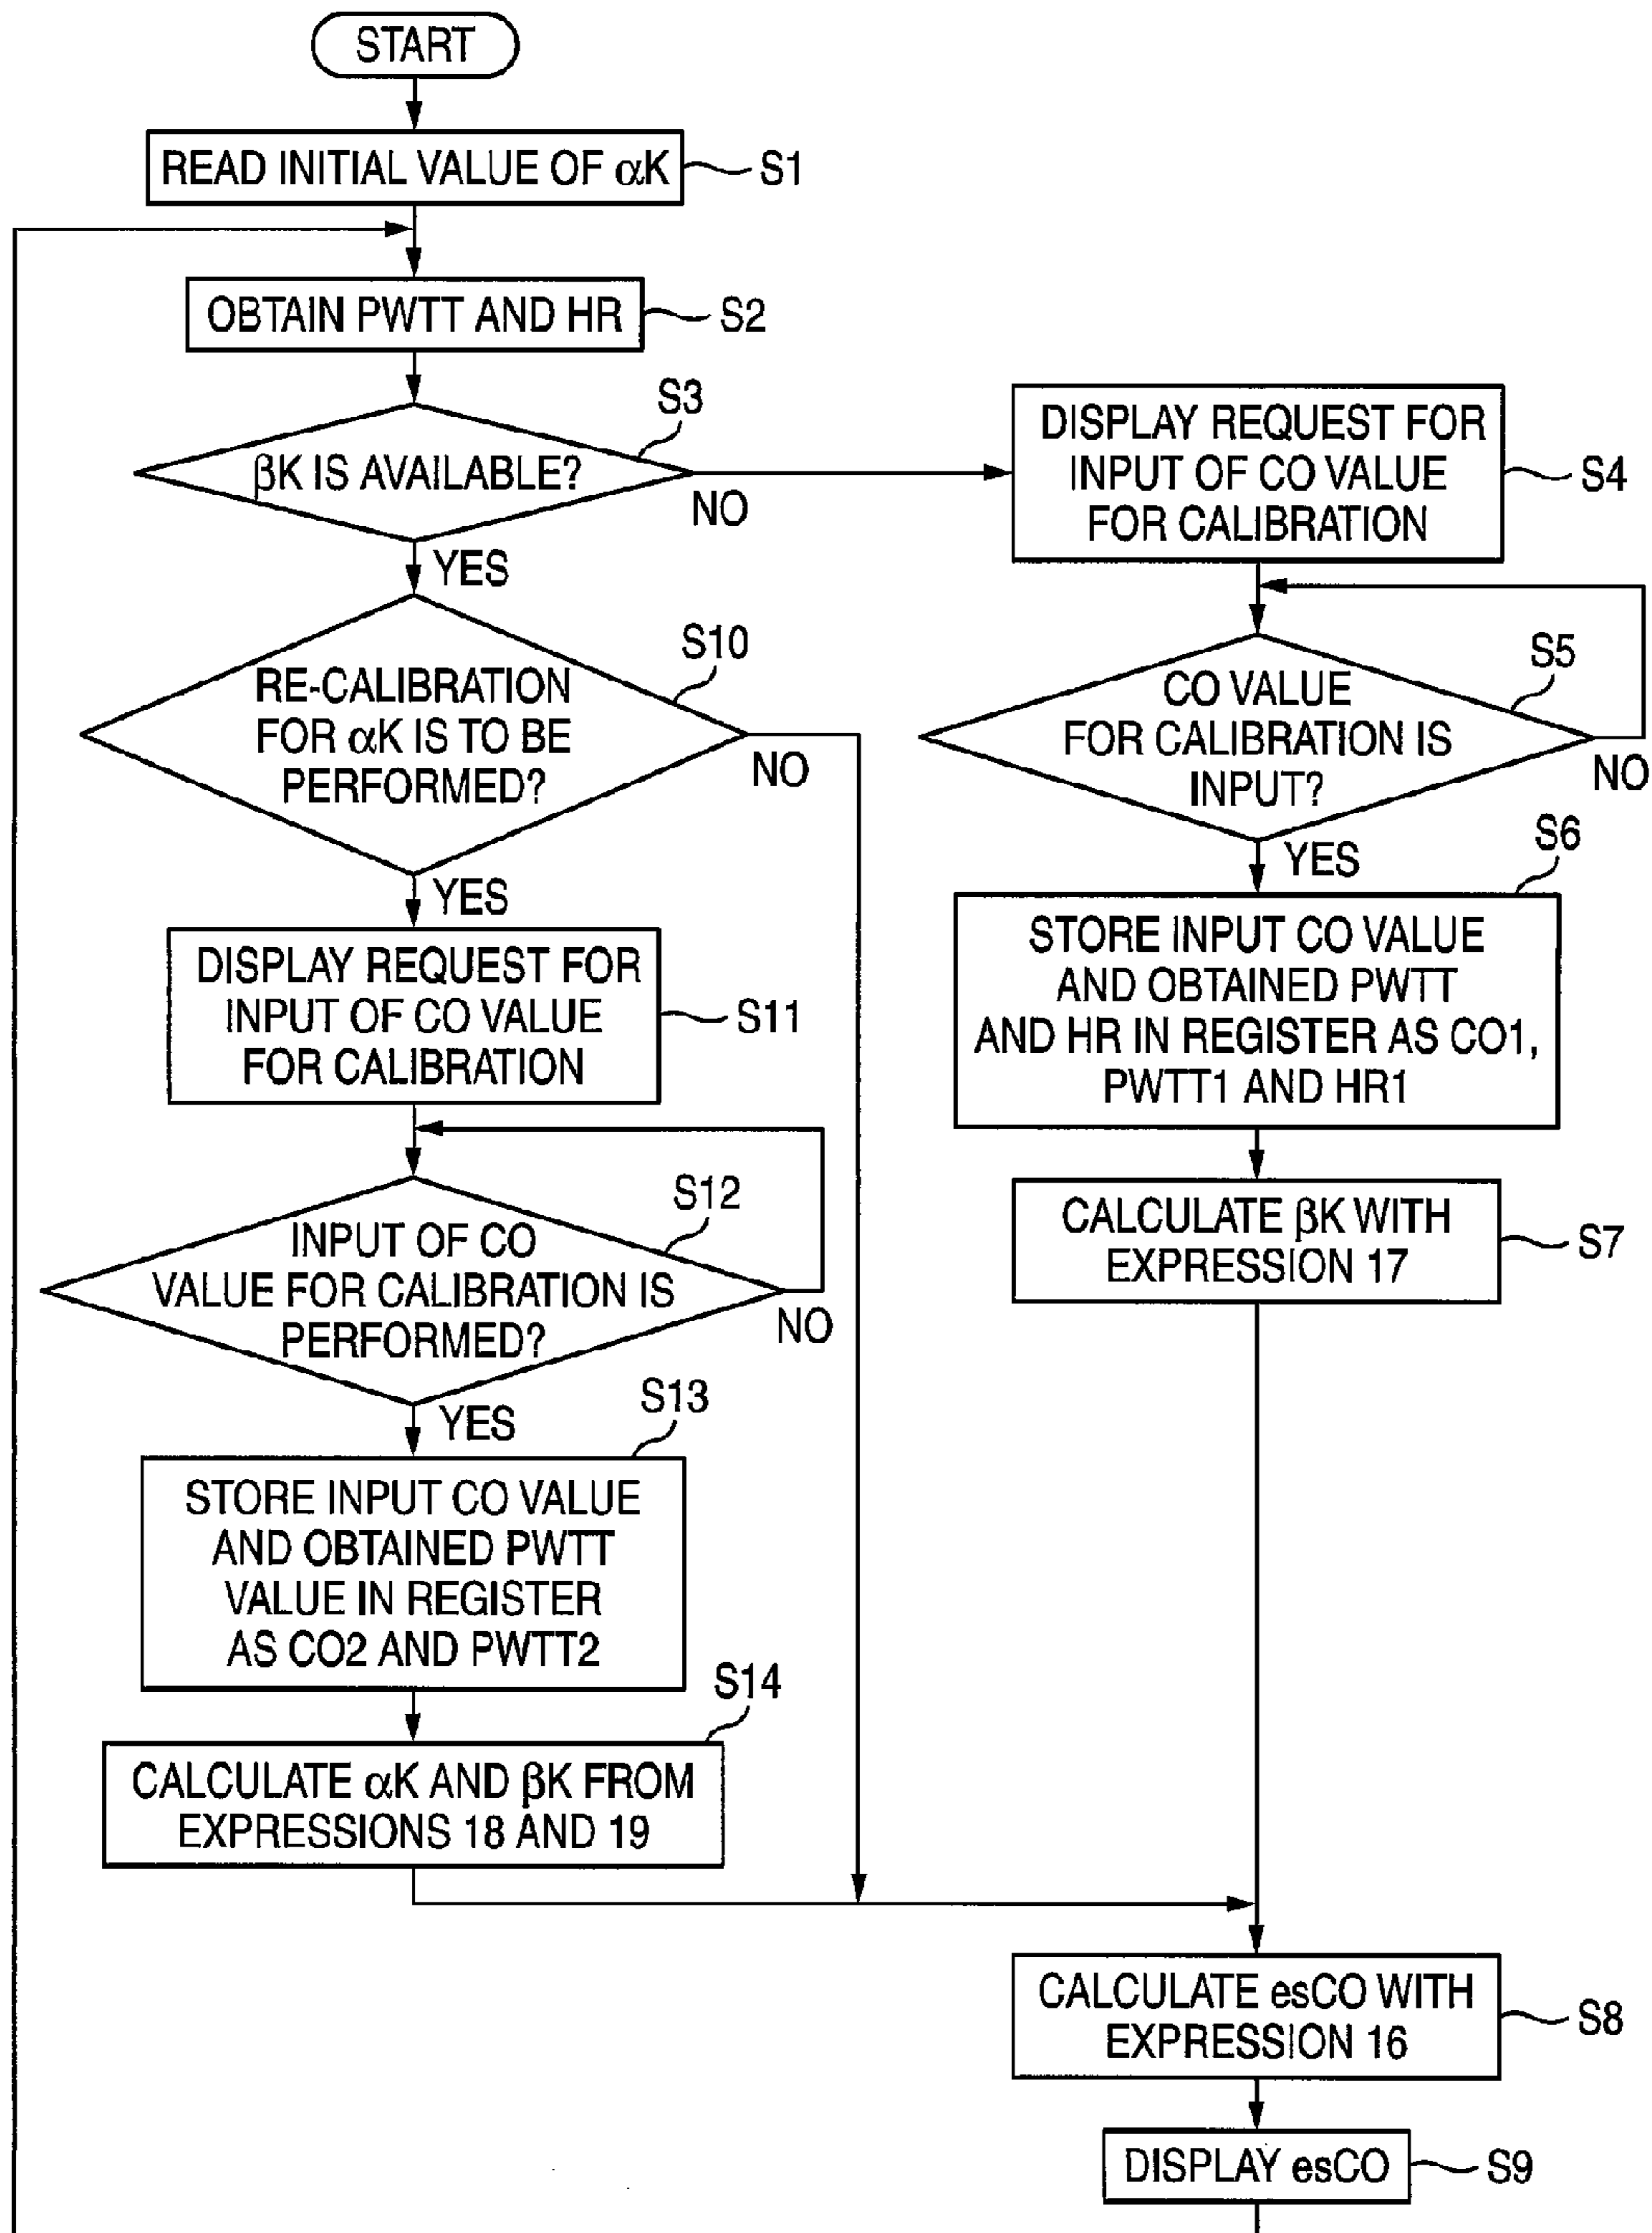 START
READ INITIAL VALUE OF αK
S1
OBTAIN PWTT AND HR
S2
S3
βK IS AVAILABLE?
NO
YES
DISPLAY REQUEST FOR
INPUT OF CO VALUE
FOR CALIBRATION
S4
S5
CO VALUE
FOR CALIBRATION IS
INPUT?
NO
YES
S6
STORE INPUT CO VALUE
AND OBTAINED PWTT
AND HR IN REGISTER AS CO1,
PWTT1 AND HR1
CALCULATE βK WITH
EXPRESSION 17
S7
S10
RE-CALIBRATION
FOR αK IS TO BE
PERFORMED?
NO
YES
DISPLAY REQUEST FOR
INPUT OF CO VALUE
FOR CALIBRATION
S11
S12
INPUT OF CO
VALUE FOR CALIBRATION IS
PERFORMED?
NO
YES
S13
STORE INPUT CO VALUE
AND OBTAINED PWTT
VALUE IN REGISTER
AS CO2 AND PWTT2
S14
CALCULATE αK AND βK FROM
EXPRESSIONS 18 AND 19
CALCULATE esCO WITH
EXPRESSION 16
S8
DISPLAY esCO
S9